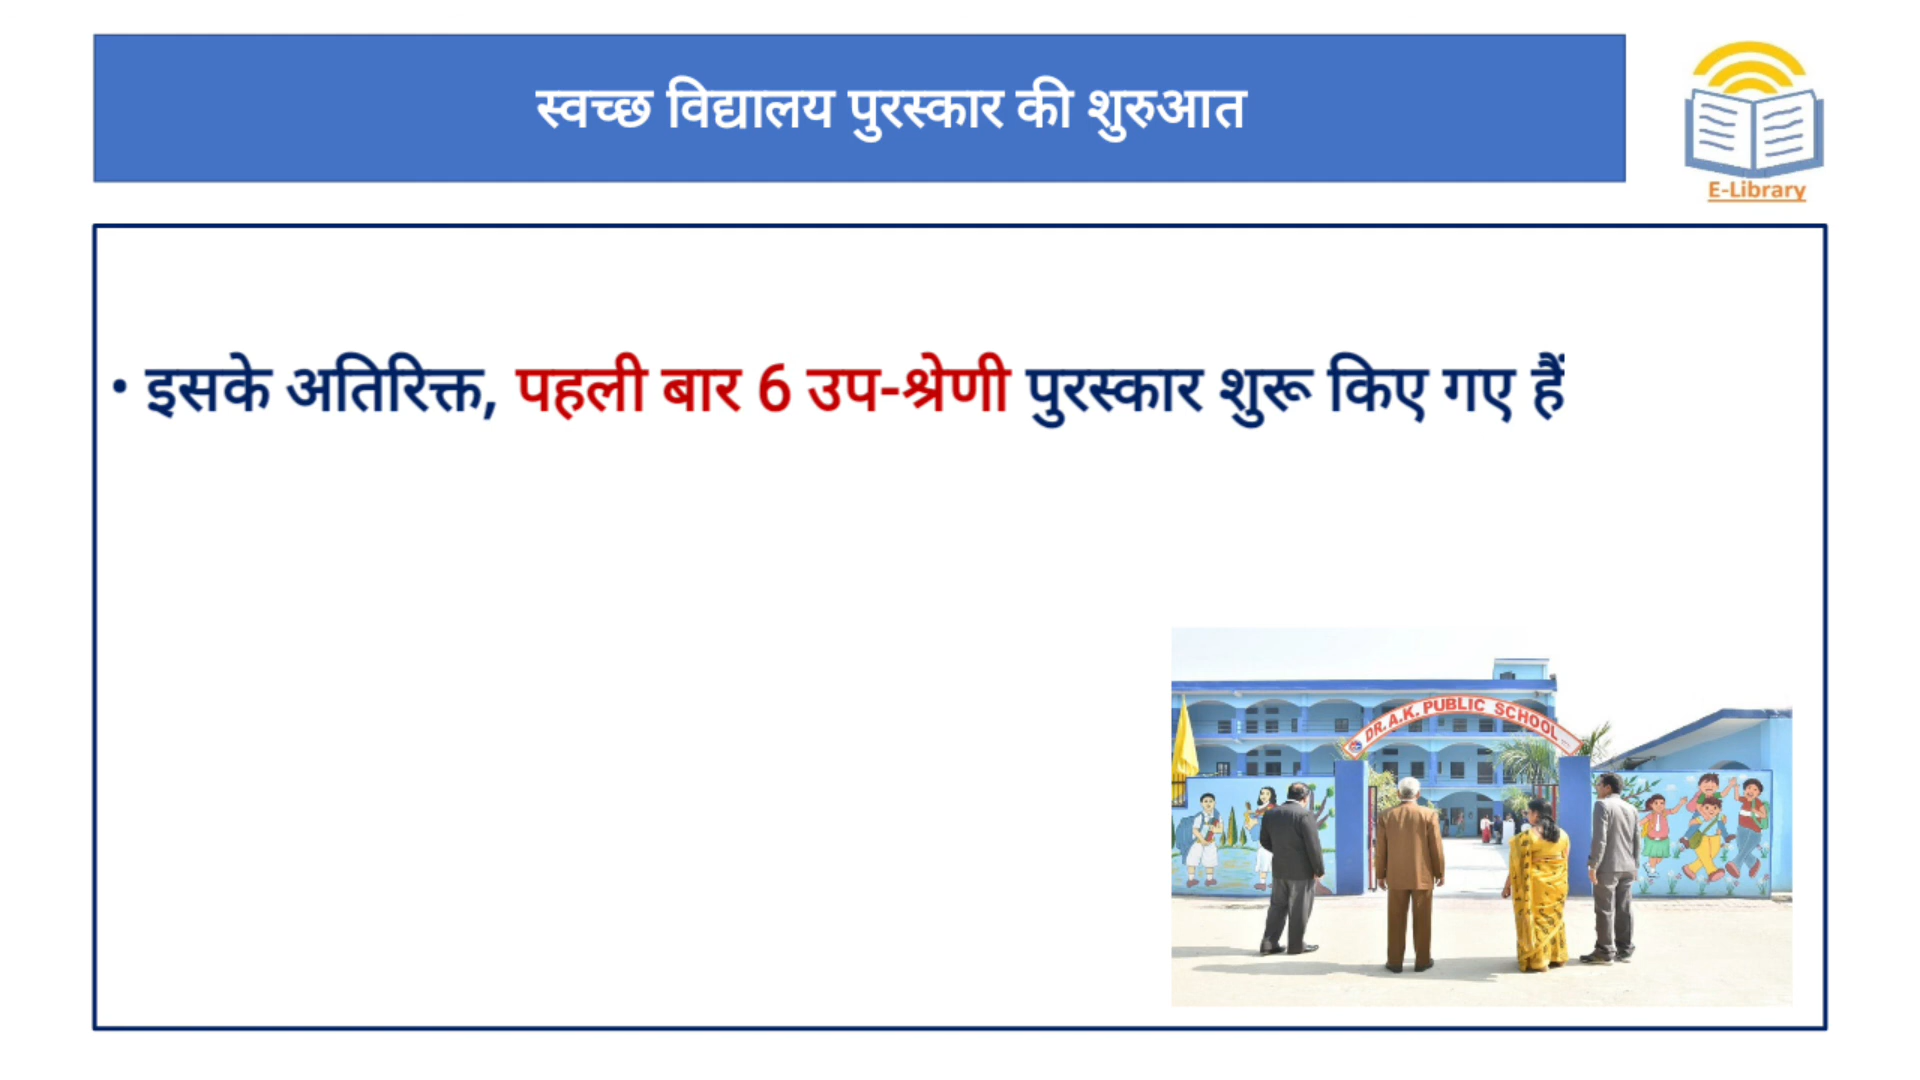 स्वच्छ विद्यालय पुरस्कार की शुरुआत
E-Library
• इसके अतिरिक्त, पहली बार 6 उप-श्रेणी पुरस्कार शुरू किए गए हैं
DR. A.K. PUBLIC SCHOOL